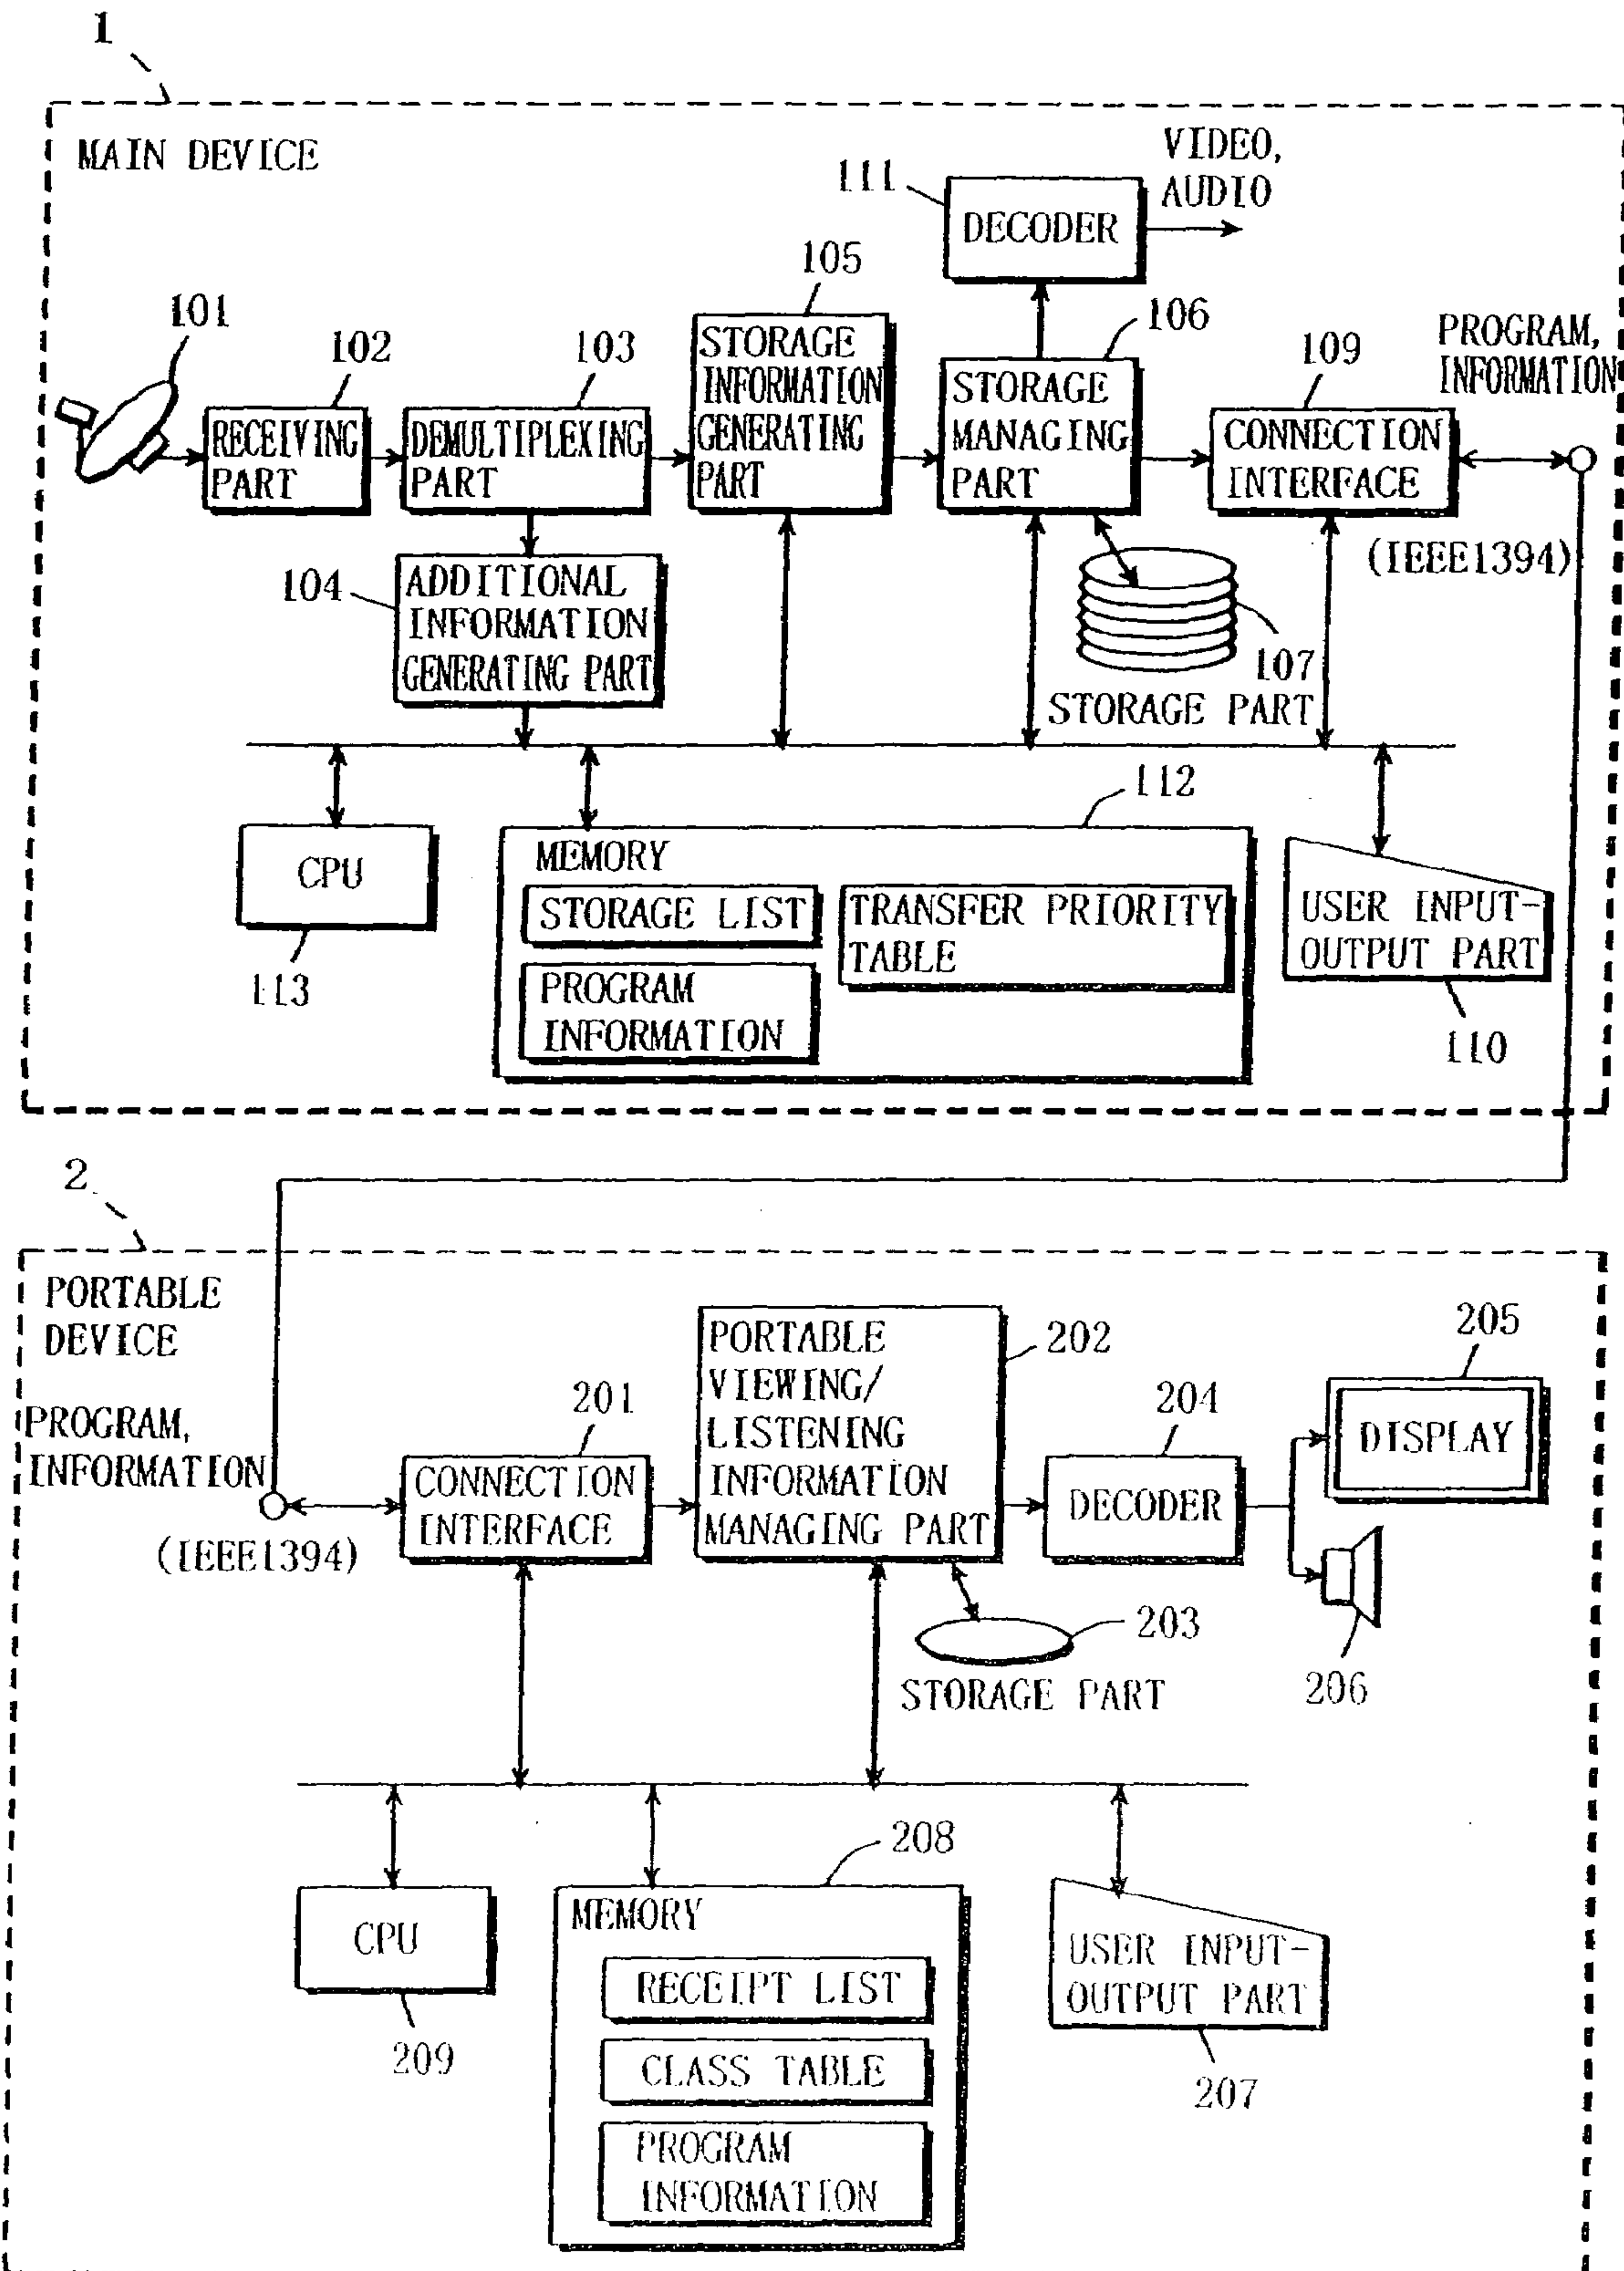 1
MAIN DEVICE
VIDEO,
AUDIO
111
DECODER
105
101
102
103
STORAGE
INFORMATION
GENERATING
PART
106
109
PROGRAM,
INFORMATION
RECEIVING
PART
DEMULTIPLEXING
PART
STORAGE
MANAGING
PART
CONNECTION
INTERFACE
(IEEE1394)
104
ADDITIONAL
INFORMATION
GENERATING PART
107
STORAGE PART
112
CPU
113
MEMORY
STORAGE LIST
TRANSFER PRIORITY
TABLE
PROGRAM
INFORMATION
USER INPUT-
OUTPUT PART
110
2
PORTABLE
DEVICE
PROGRAM,
INFORMATION
(IEEE1394)
201
CONNECTION
INTERFACE
PORTABLE
VIEWING/
LISTENING
INFORMATION
MANAGING PART
202
204
DECODER
205
DISPLAY
206
203
STORAGE PART
208
CPU
209
MEMORY
RECEIPT LIST
CLASS TABLE
PROGRAM
INFORMATION
USER INPUT-
OUTPUT PART
207